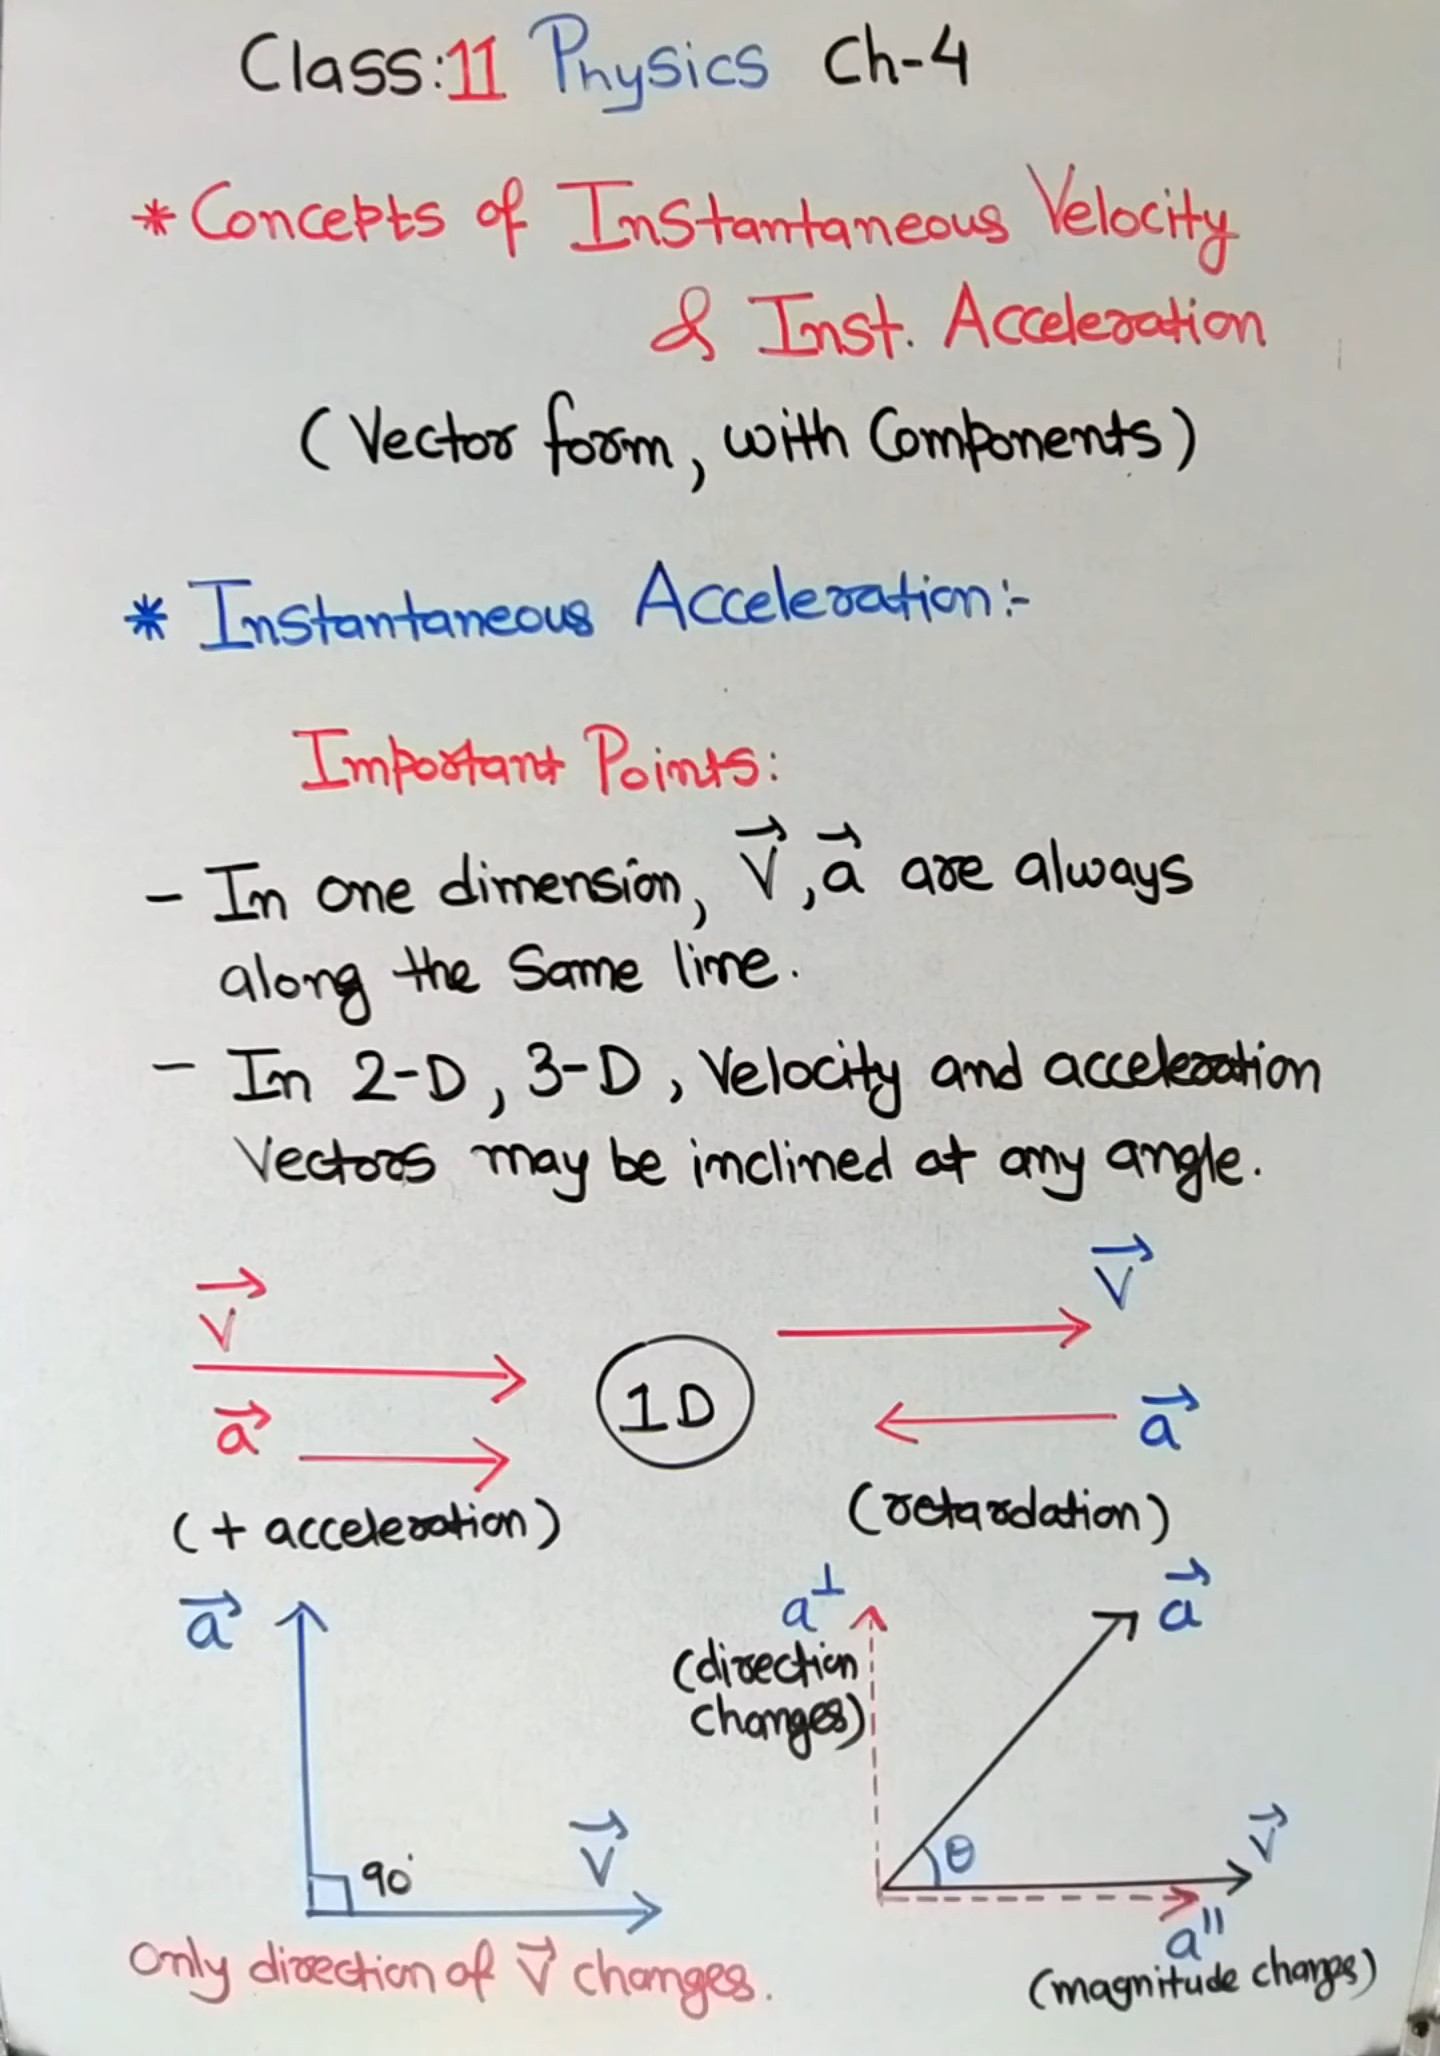 Class:11 Physics Ch-4
* Concepts of Instantaneous Velocity
& Inst. Acceleration
(Vector form, with Components)
* Instantaneous Acceleration:-
Important Points:
- In one dimension, V⃗, a⃗ are always
along the Same line.
- In 2-D, 3-D, Velocity and acceleration
Vectors may be inclined at any angle.
V⃗
a⃗
(+ acceleration)
1D
V⃗
a⃗
(retardation)
a⃗
90°
V⃗
Only direction of V⃗ changes.
a⊥
(direction
changes)
a⃗
θ
V⃗
a||
(magnitude changes)